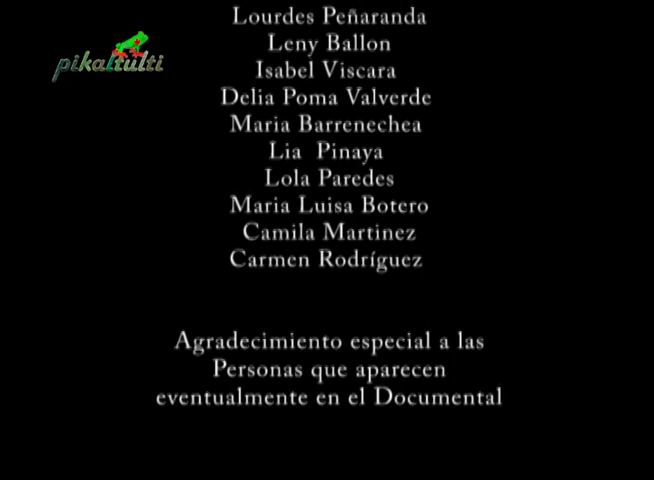 Lourdes Peñaranda
pikaltulti
Leny Ballon
Isabel Viscara
Delia Poma Valverde
Maria Barrenechea
Lia Pinaya
Lola Paredes
Maria Luisa Botero
Camila Martinez
Carmen Rodríguez
Agradecimiento especial a las
Personas que aparecen
eventualmente en el Documental